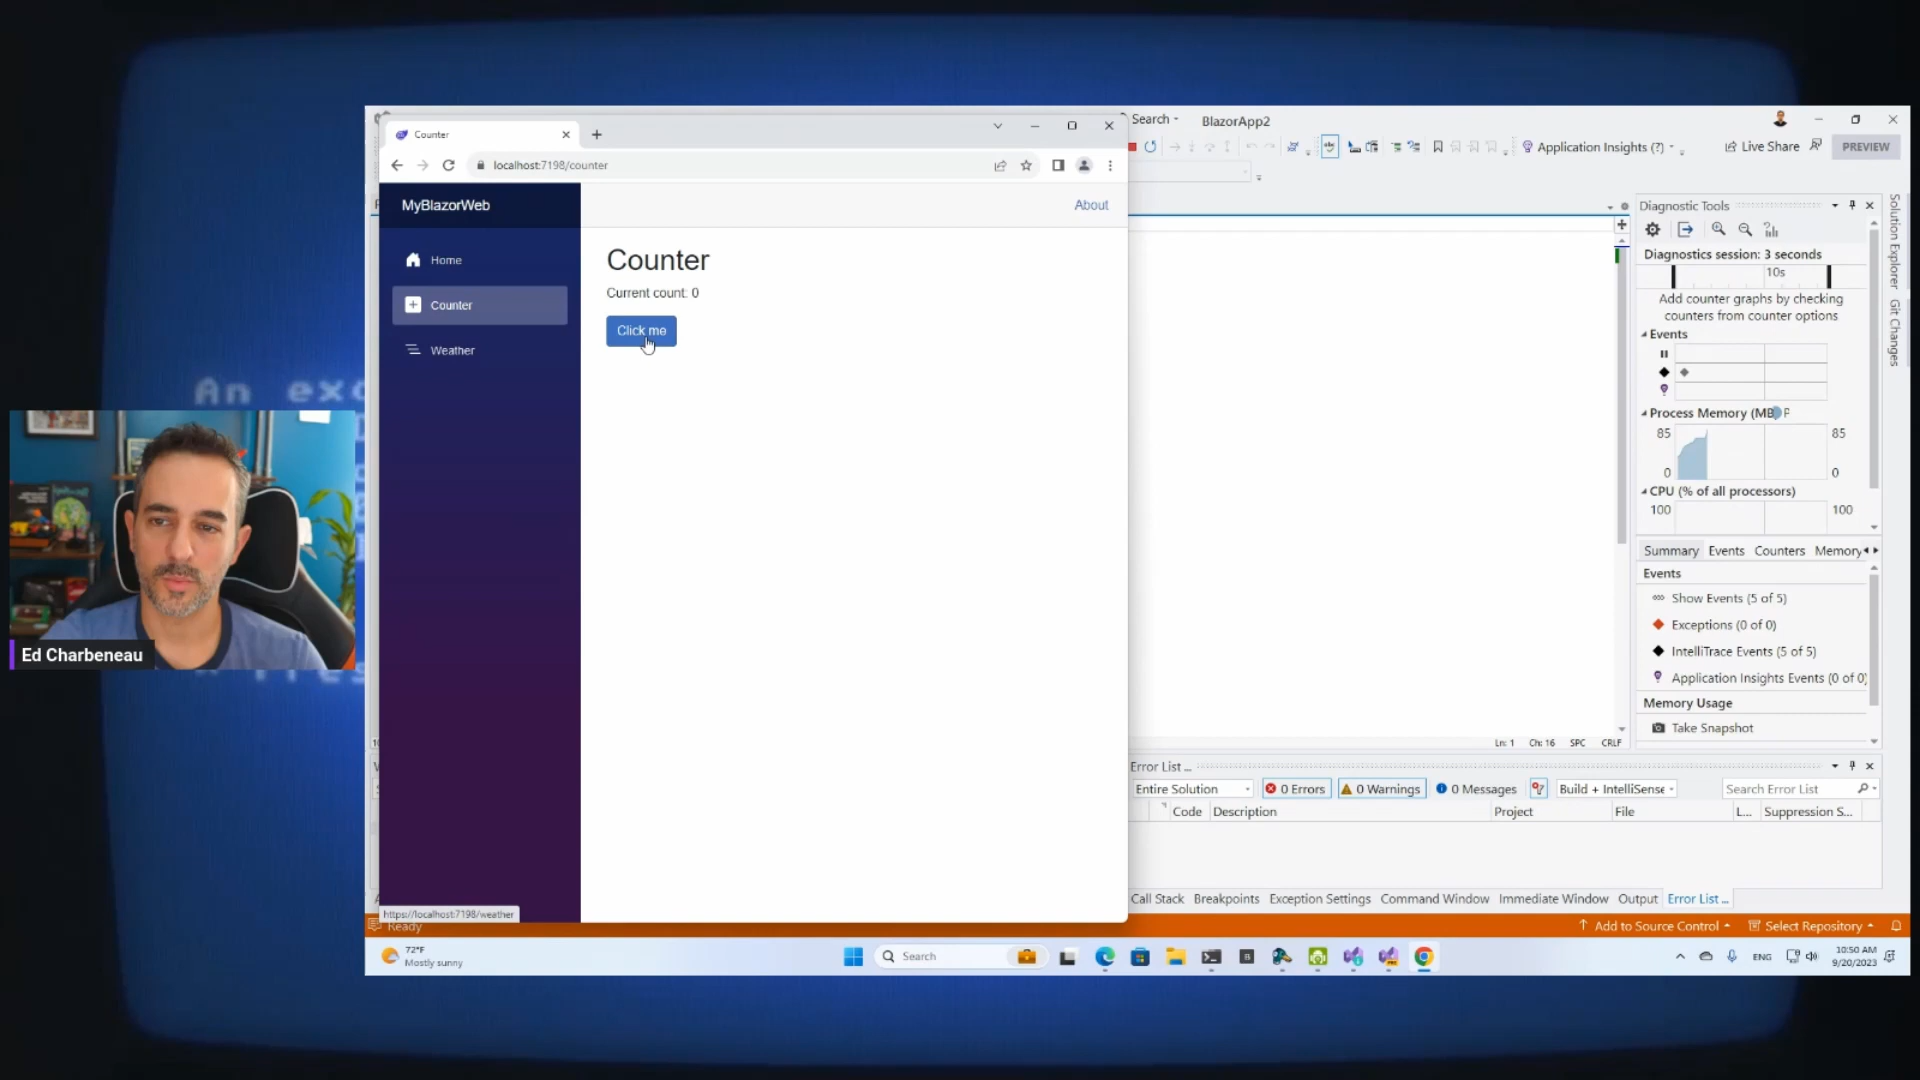 Counter
localhost:7198/counter
MyBlazorWeb
About
Home
Counter
Weather
Counter
Current count: 0
Click me
https://localhost:7198/weather
An exc
Ed Charbeneau
Search
BlazorApp2
Application Insights (?)
Live Share
PREVIEW
Diagnostic Tools
Diagnostics session: 3 seconds
10s
Add counter graphs by checking
counters from counter options
Events
Process Memory (MB) P
85
85
0
0
CPU (% of all processors)
100
100
Summary Events Counters Memory
Events
Show Events (5 of 5)
Exceptions (0 of 0)
IntelliTrace Events (5 of 5)
Application Insights Events (0 of 0)
Memory Usage
Take Snapshot
Solution Explorer
Git Changes
Ln: 1 Ch: 16 SPC CRLF
Error List ...
Entire Solution
0 Errors
0 Warnings
0 Messages
Build + IntelliSense
Search Error List
Code Description Project File L... Suppression S...
Call Stack Breakpoints Exception Settings Command Window Immediate Window Output Error List ...
Ready
Add to Source Control
Select Repository
72°F
Mostly sunny
Search
ENG
10:50 AM
9/20/2023